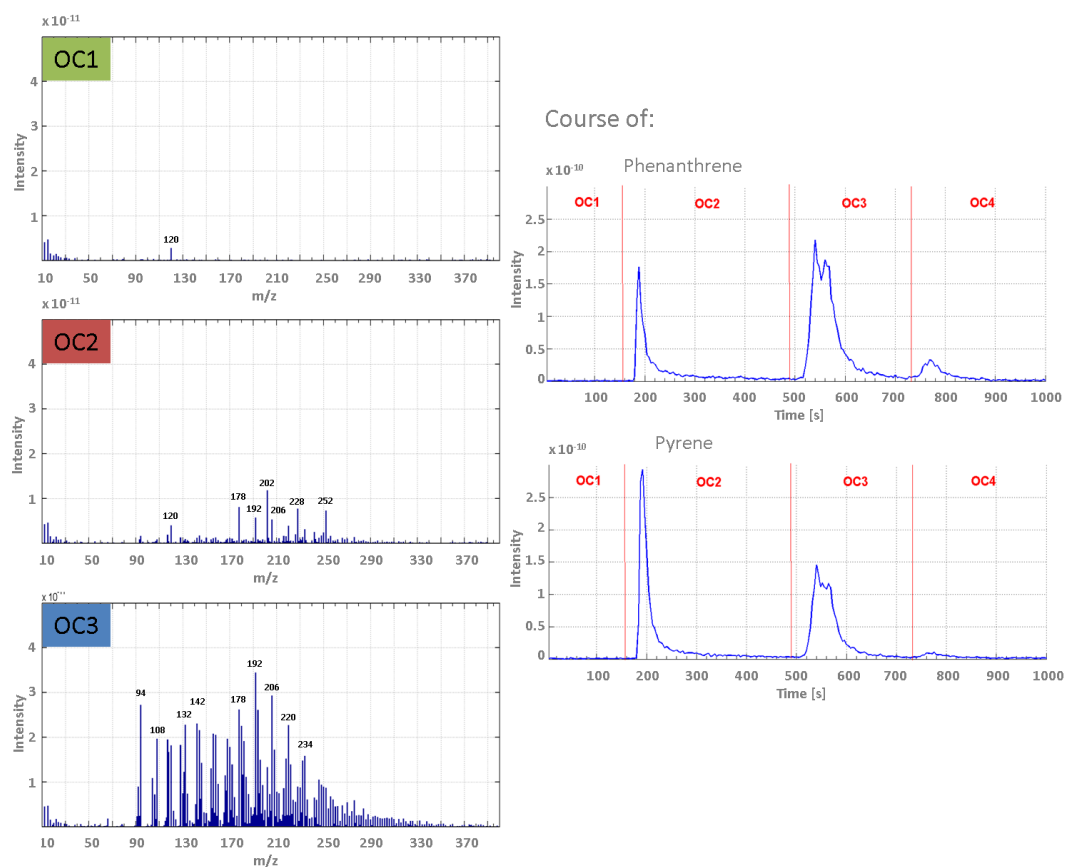 x 10⁻¹¹
OC1
4
3
2
1
Intensity
120
10 50 90 130 170 210 250 290 330 370
m/z
x 10⁻¹¹
OC2
4
3
2
1
Intensity
120 178 192 202 206 228 252
10 50 90 130 170 210 250 290 330 370
m/z
OC3
4
3
2
1
Intensity
94 108 132 142 178 192 206 220 234
10 50 90 130 170 210 250 290 330 370
m/z
Course of:
Phenanthrene
x 10⁻¹⁰
OC1 OC2 OC3 OC4
2.5
2
1.5
1
0.5
0
Intensity
100 200 300 400 500 600 700 800 900 1000
Time [s]
Pyrene
x 10⁻¹⁰
OC1 OC2 OC3 OC4
2.5
2
1.5
1
0.5
0
Intensity
100 200 300 400 500 600 700 800 900 1000
Time [s]